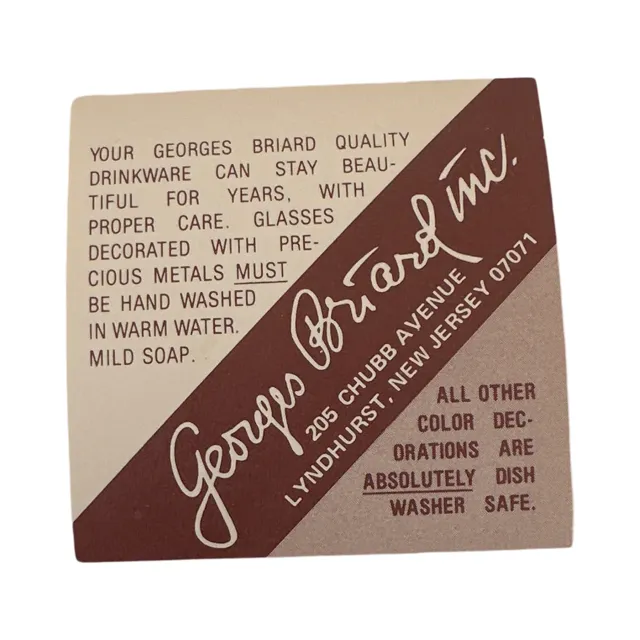 YOUR GEORGES BRIARD QUALITY
DRINKWARE CAN STAY BEAU-
TIFUL FOR YEARS, WITH
PROPER CARE. GLASSES
DECORATED WITH PRE-
CIOUS METALS MUST
BE HAND WASHED
IN WARM WATER.
MILD SOAP.
Georges Briard inc.
205 CHUBB AVENUE
LYNDHURST, NEW JERSEY 07071
ALL OTHER
COLOR DEC-
ORATIONS ARE
ABSOLUTELY DISH
WASHER SAFE.